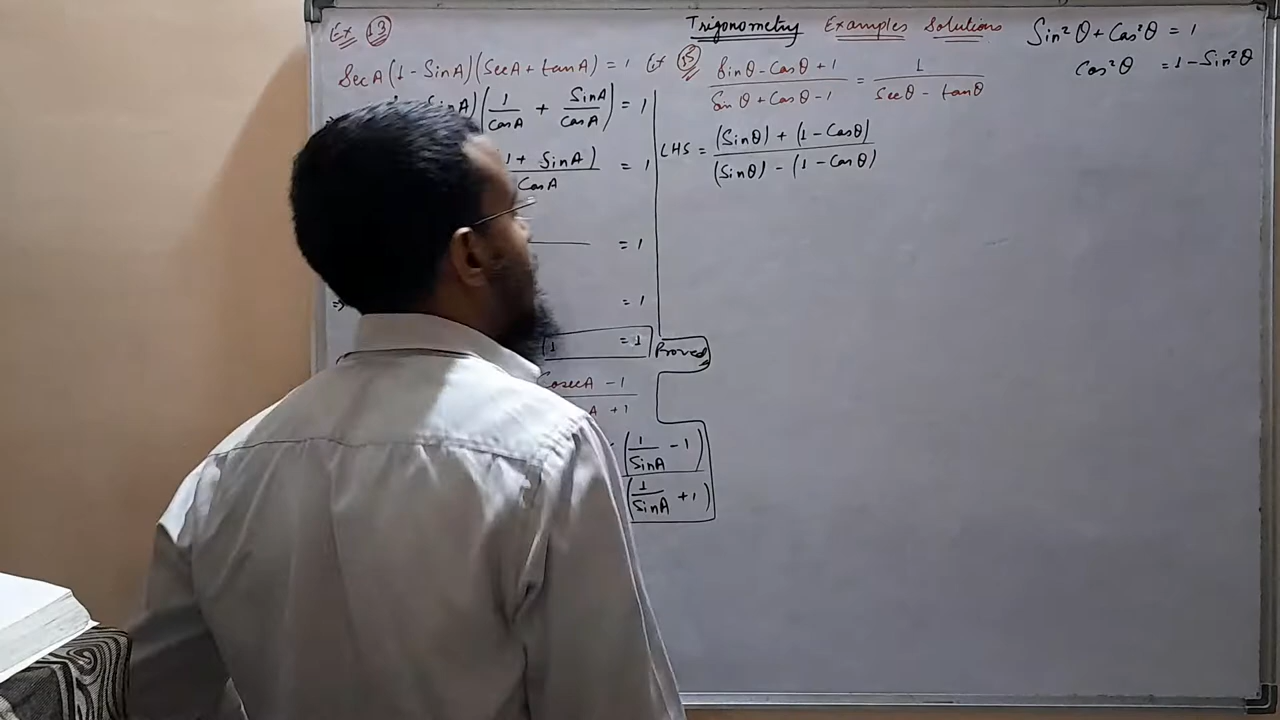 Trigonometry Examples Solutions
Ex 13
SecA(1-SinA)(SecA+tanA)=1
SinA)(1/CosA + SinA/CosA)=1
1+ SinA)/CosA = 1
= 1
⇒ = 1
1 = 1 Proved
CosecA -1
A +1
(1/SinA -1)
(1/SinA +1)
Ex 15
(Sinθ-Cosθ+1)/(Sinθ+Cosθ-1) = 1/(Secθ-tanθ)
LHS = ((Sinθ)+(1-Cosθ))/((Sinθ)-(1-Cosθ))
Sin²θ+Cos²θ = 1
Cos²θ = 1-Sin²θ